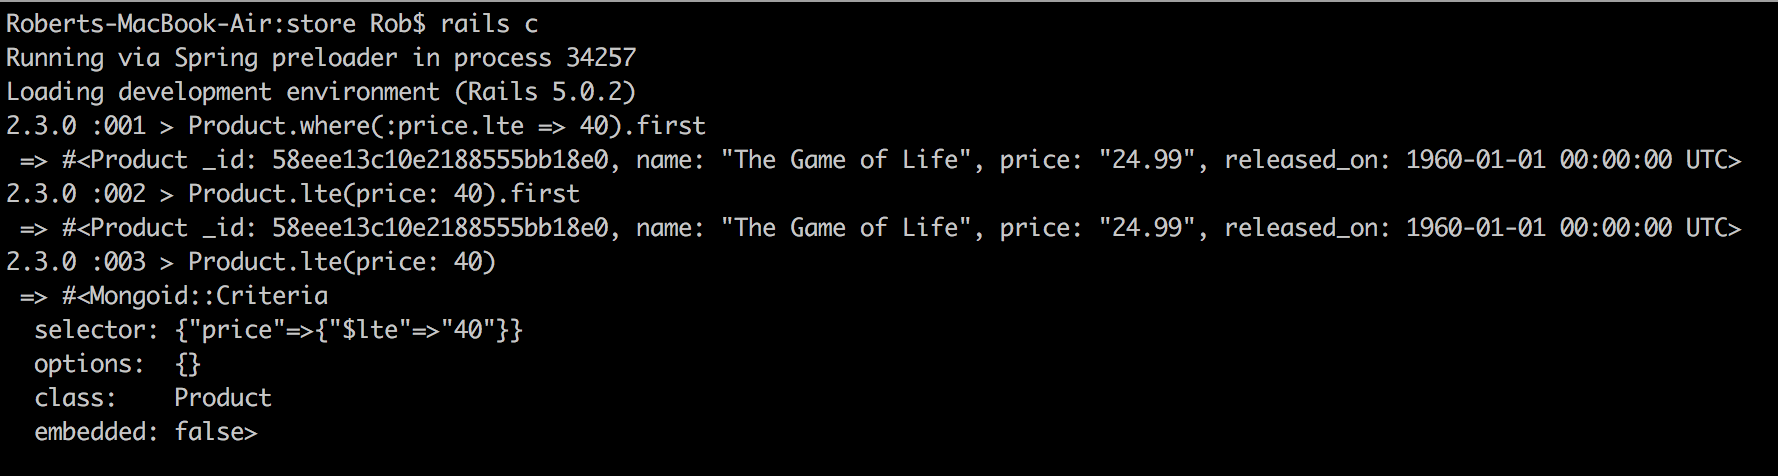 Roberts-MacBook-Air:store Rob$ rails c
Running via Spring preloader in process 34257
Loading development environment (Rails 5.0.2)
2.3.0 :001 > Product.where(:price.lte => 40).first
 => #<Product _id: 58eee13c10e2188555bb18e0, name: "The Game of Life", price: "24.99", released_on: 1960-01-01 00:00:00 UTC>
2.3.0 :002 > Product.lte(price: 40).first
 => #<Product _id: 58eee13c10e2188555bb18e0, name: "The Game of Life", price: "24.99", released_on: 1960-01-01 00:00:00 UTC>
2.3.0 :003 > Product.lte(price: 40)
 => #<Mongoid::Criteria
  selector: {"price"=>{"$lte"=>"40"}}
  options:  {}
  class:    Product
  embedded: false>